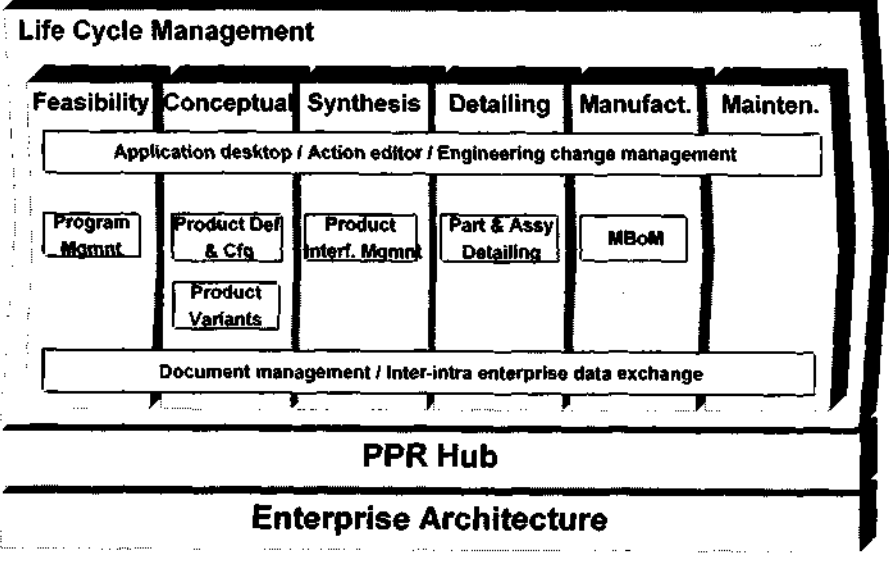 Life Cycle Management
Feasibility Conceptual Synthesis Detailing Manufact. Mainten.
Application desktop / Action editor / Engineering change management
Program
Mgmnt
Product Def
& Cfg
Product
Interf. Mgmnt
Part & Assy
Detailing
MBoM
Product
Variants
Document management / Inter-intra enterprise data exchange
PPR Hub
Enterprise Architecture